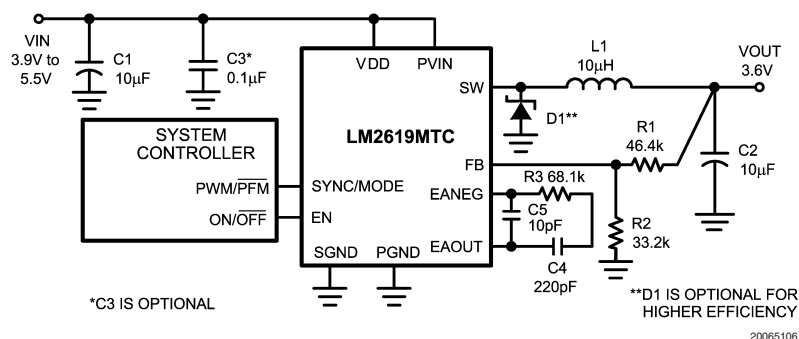 VIN
3.9V to
5.5V
C1
10μF
C3*
0.1μF
VDD
PVIN
SW
L1
10μH
VOUT
3.6V
D1**
LM2619MTC
SYSTEM
CONTROLLER
PWM/PFM
ON/OFF
SYNC/MODE
EN
SGND
PGND
FB
EANEG
EAOUT
R1
46.4k
C2
10μF
R3 68.1k
C5
10pF
C4
220pF
R2
33.2k
*C3 IS OPTIONAL
**D1 IS OPTIONAL FOR
HIGHER EFFICIENCY
20065106